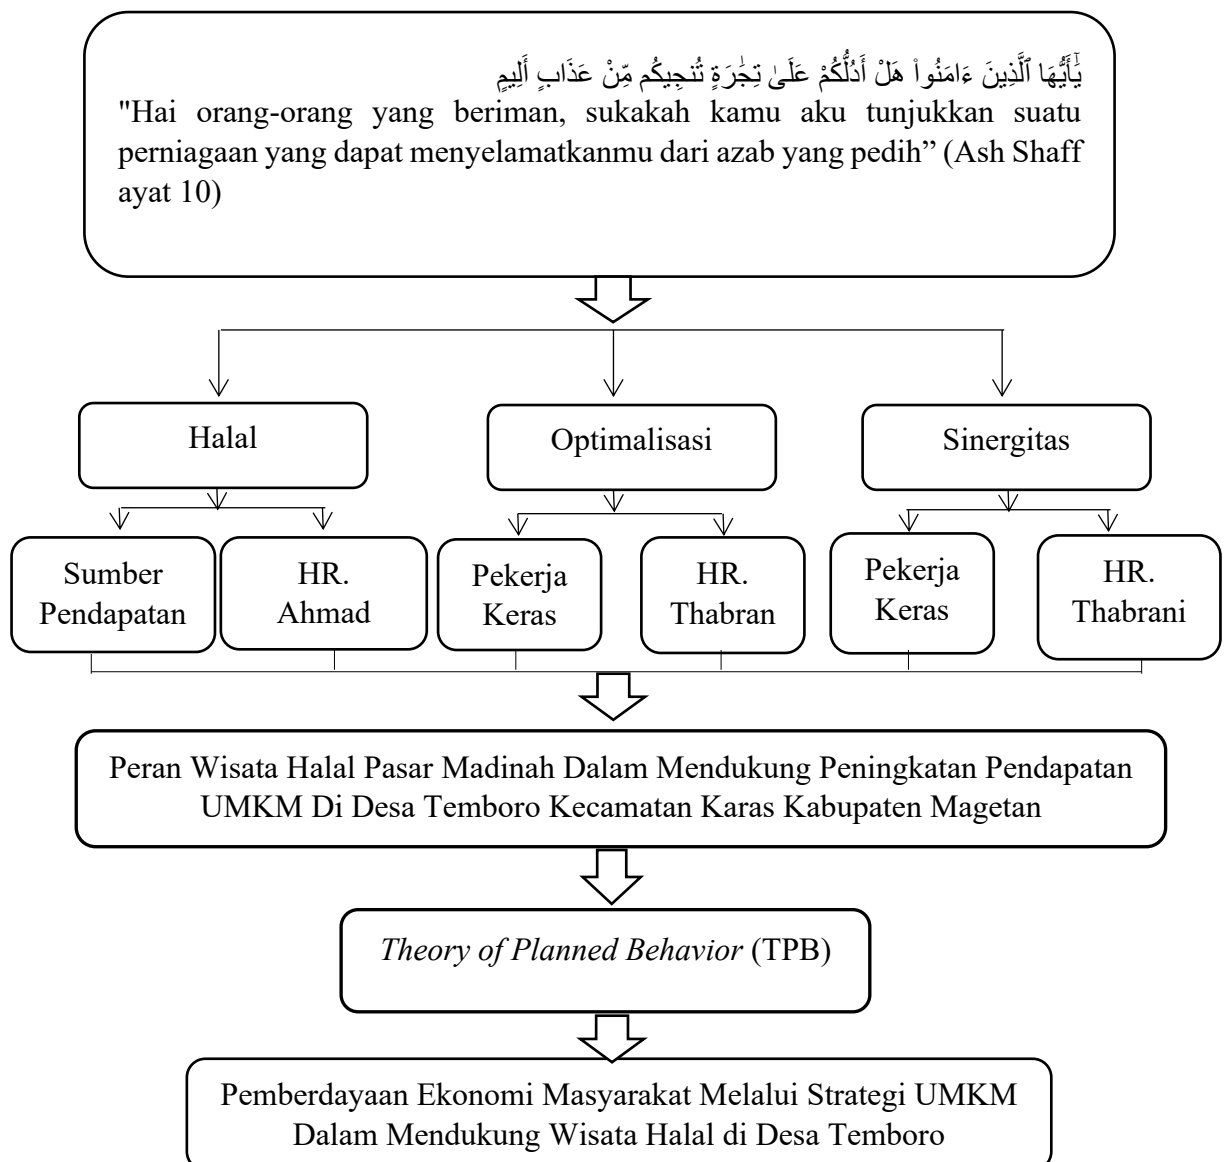 يَٰٓأَيُّهَا ٱلَّذِينَ ءَامَنُوا۟ هَلْ أَدُلُّكُمْ عَلَىٰ تِجَٰرَةٍ تُنجِيكُم مِّنْ عَذَابٍ أَلِيمٍ
"Hai orang-orang yang beriman, sukakah kamu aku tunjukkan suatu
perniagaan yang dapat menyelamatkanmu dari azab yang pedih” (Ash Shaff
ayat 10)
Halal
Optimalisasi
Sinergitas
Sumber
Pendapatan
HR.
Ahmad
Pekerja
Keras
HR.
Thabran
Pekerja
Keras
HR.
Thabrani
Peran Wisata Halal Pasar Madinah Dalam Mendukung Peningkatan Pendapatan
UMKM Di Desa Temboro Kecamatan Karas Kabupaten Magetan
Theory of Planned Behavior (TPB)
Pemberdayaan Ekonomi Masyarakat Melalui Strategi UMKM
Dalam Mendukung Wisata Halal di Desa Temboro